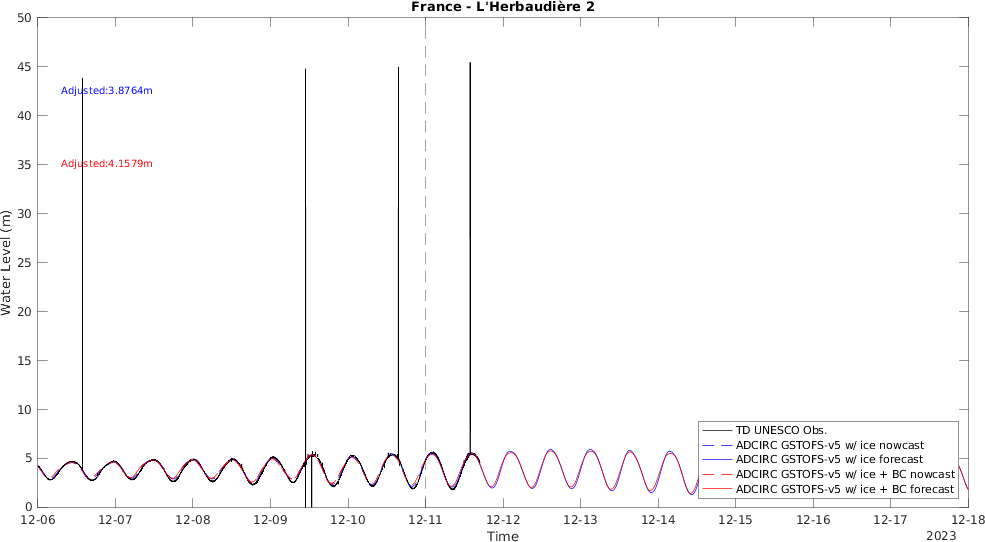 France - L'Herbaudière 2
50
45
40
35
30
25
20
15
10
5
0
Water Level (m)
Adjusted:3.8764m
Adjusted:4.1579m
TD UNESCO Obs.
ADCIRC GSTOFS-v5 w/ ice nowcast
ADCIRC GSTOFS-v5 w/ ice forecast
ADCIRC GSTOFS-v5 w/ ice + BC nowcast
ADCIRC GSTOFS-v5 w/ ice + BC forecast
12-06 12-07 12-08 12-09 12-10 12-11 12-12 12-13 12-14 12-15 12-16 12-17 12-18
Time
2023